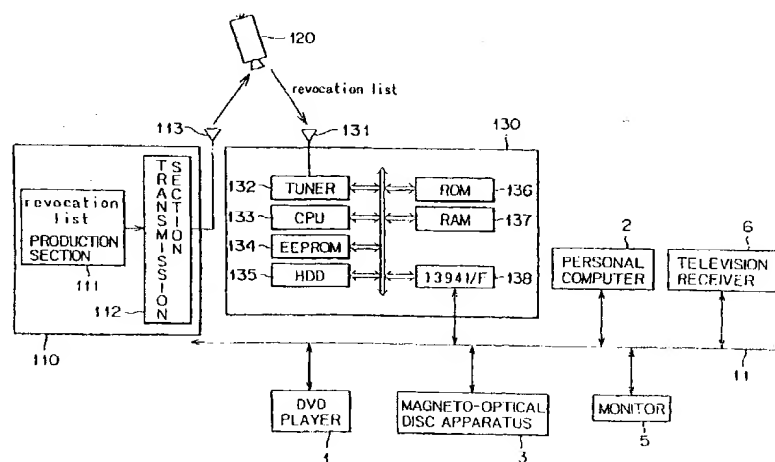 120
revocation list
113
131
130
TRANSMISSION
SECTION
132
TUNER
ROM
136
revocation list
PRODUCTION
SECTION
111
133
CPU
RAM
137
134
EEPROM
2
6
135
HDD
13941/F
138
PERSONAL
COMPUTER
TELEVISION
RECEIVER
112
110
11
DVD
PLAYER
MAGNETO-OPTICAL
DISC APPARATUS
MONITOR
1
3
5